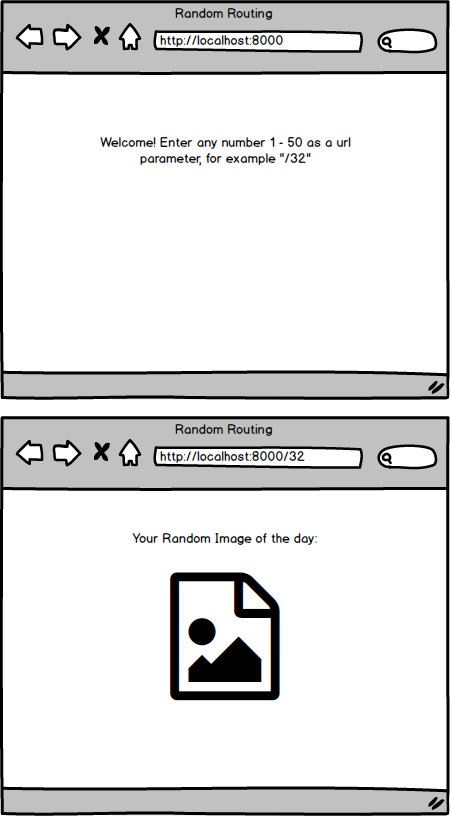 Random Routing
http://localhost:8000
Welcome! Enter any number 1 - 50 as a url
parameter, for example "/32"
Random Routing
http://localhost:8000/32
Your Random Image of the day: